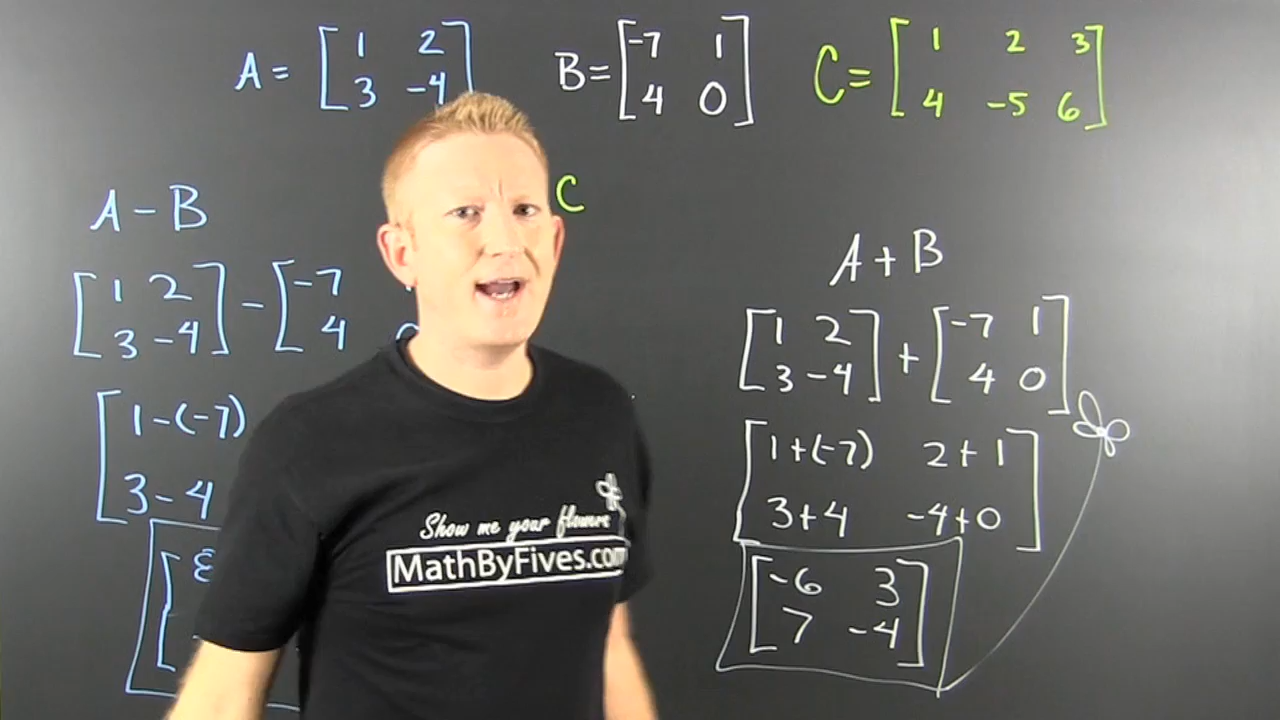 A = [ 1 2
3 -4 ]
B = [ -7 1
4 0 ]
C = [ 1 2 3
4 -5 6 ]
C
A - B
[ 1 2
3 -4 ] - [ -7
4
[ 1-(-7)
3-4
A + B
[ 1 2
3 -4 ] + [ -7 1
4 0 ]
[ 1+(-7) 2+1
3+4 -4+0 ]
[ -6 3
7 -4 ]
Show me your flowers
MathByFives.com